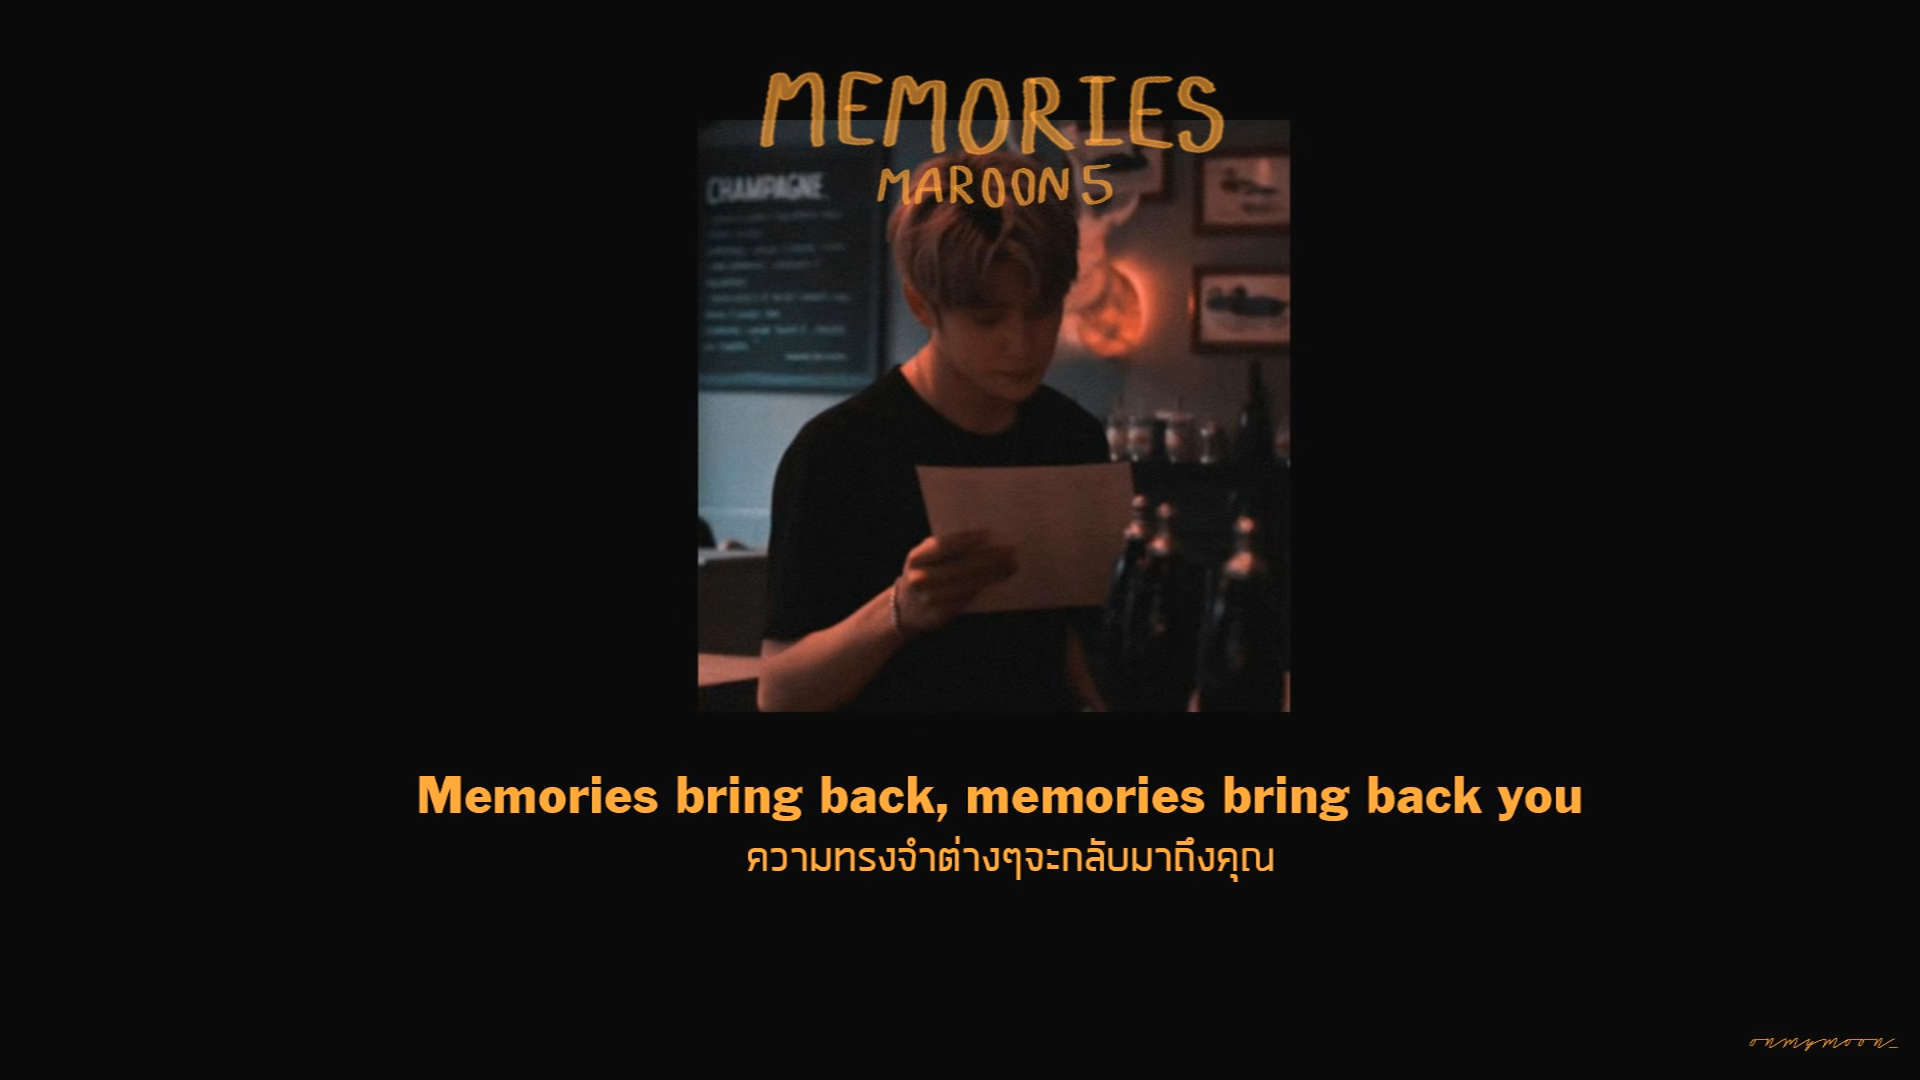 MEMORIES
MAROON 5
CHAMPAGNE
Memories bring back, memories bring back you
ความทรงจำต่างๆจะกลับมาถึงคุณ
onmymoon_